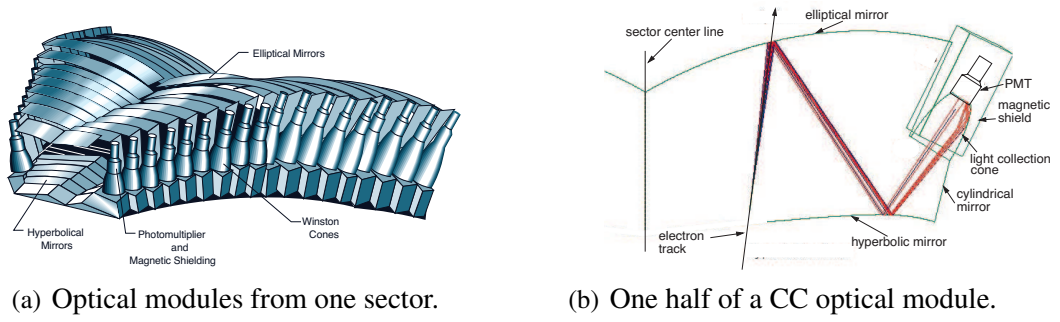 Elliptical Mirrors
Hyperbolical
Mirrors
Photomultiplier
and
Magnetic Shielding
Winston
Cones
(a) Optical modules from one sector.
sector center line
elliptical mirror
PMT
magnetic
shield
light collection
cone
cylindrical
mirror
electron
track
hyperbolic mirror
(b) One half of a CC optical module.